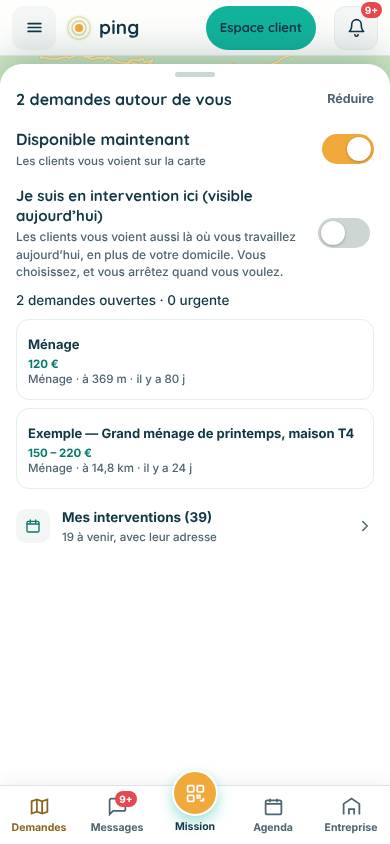 ping
Espace client
9+
2 demandes autour de vous
Réduire
Disponible maintenant
Les clients vous voient sur la carte
Je suis en intervention ici (visible
aujourd’hui)
Les clients vous voient aussi là où vous travaillez
aujourd’hui, en plus de votre domicile. Vous
choisissez, et vous arrêtez quand vous voulez.
2 demandes ouvertes · 0 urgente
Ménage
120 €
Ménage · à 369 m · il y a 80 j
Exemple — Grand ménage de printemps, maison T4
150 – 220 €
Ménage · à 14,8 km · il y a 24 j
Mes interventions (39)
19 à venir, avec leur adresse
9+
Demandes
Messages
Mission
Agenda
Entreprise